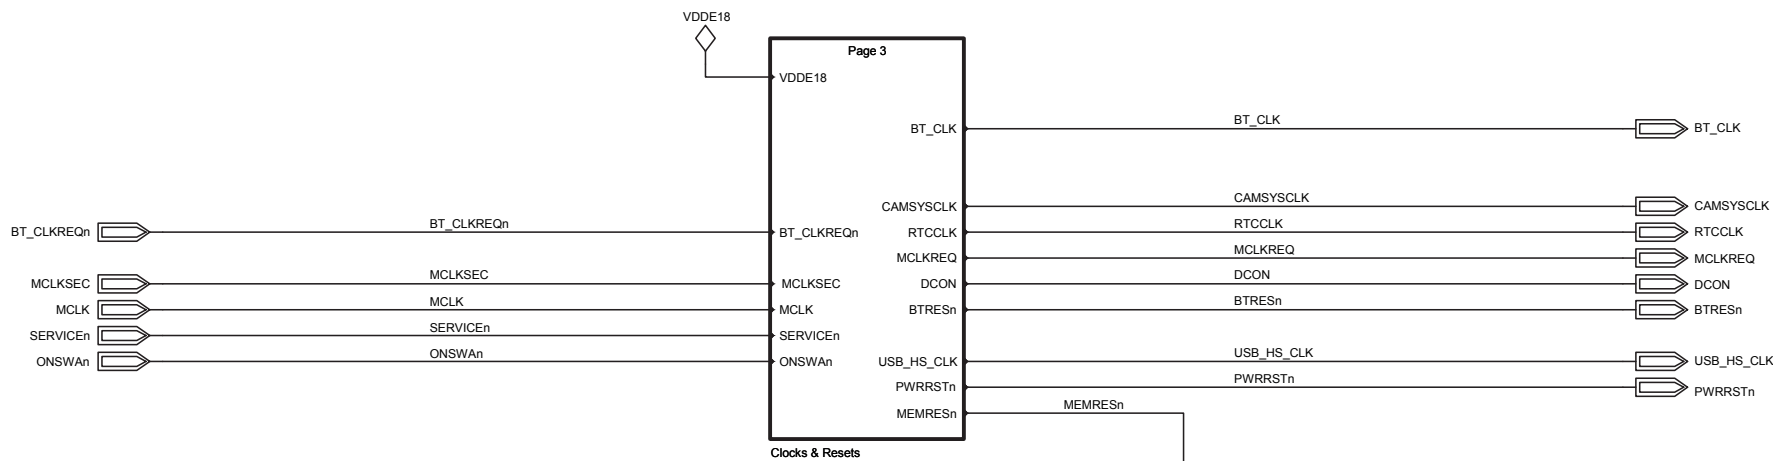 VDDE18
Page 3
VDDE18
BT_CLK BT_CLK BT_CLK
CAMSYSCLK CAMSYSCLK CAMSYSCLK
BT_CLKREQn BT_CLKREQn BT_CLKREQn RTCCLK RTCCLK RTCCLK
MCLKREQ MCLKREQ MCLKREQ
MCLKSEC MCLKSEC MCLKSEC DCON DCON DCON
MCLK MCLK MCLK BTRESn BTRESn BTRESn
SERVICEn SERVICEn SERVICEn
ONSWAn ONSWAn ONSWAn USB_HS_CLK USB_HS_CLK USB_HS_CLK
PWRRSTn PWRRSTn PWRRSTn
MEMRESn MEMRESn
Clocks & Resets